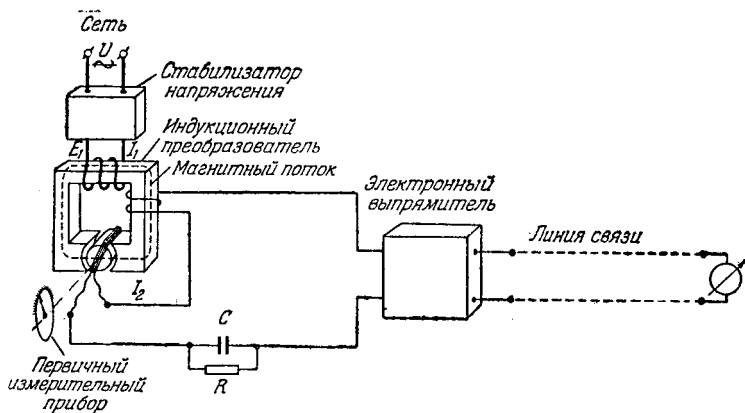 Сеть
U
Стабилизатор
напряжения
E₁ I₁
Индукционный
преобразователь
Магнитный поток
Электронный
выпрямитель
Линия связи
I₂
C
R
Первичный
измерительный
прибор